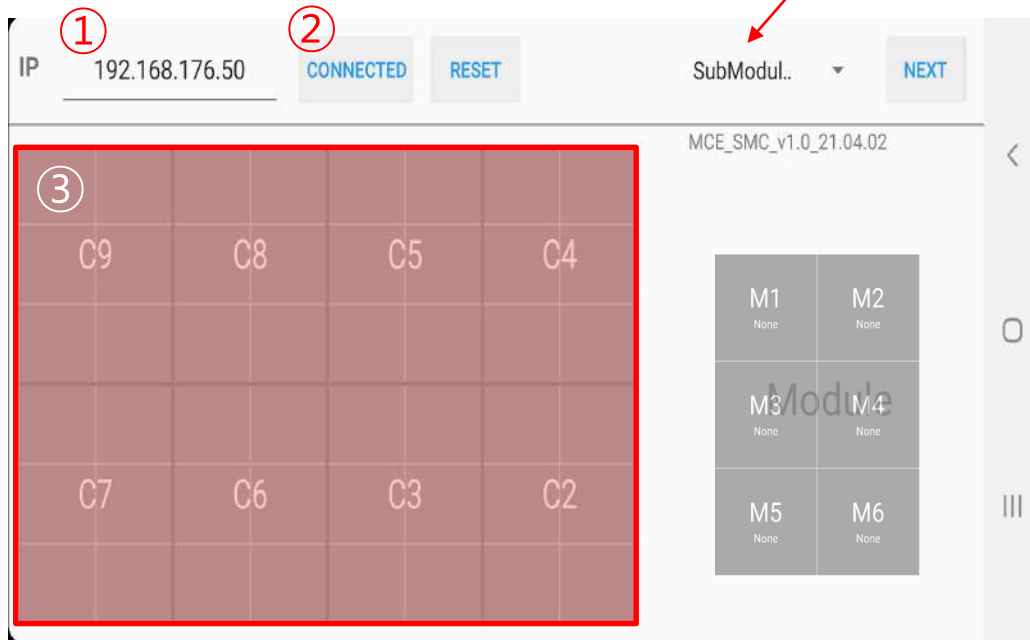 ① ②
IP 192.168.176.50 CONNECTED RESET SubModul.. NEXT
MCE_SMC_v1.0_21.04.02
③
C9 C8 C5 C4
M1 M2
None None
Module
M3 M4
None None
C7 C6 C3 C2
M5 M6
None None